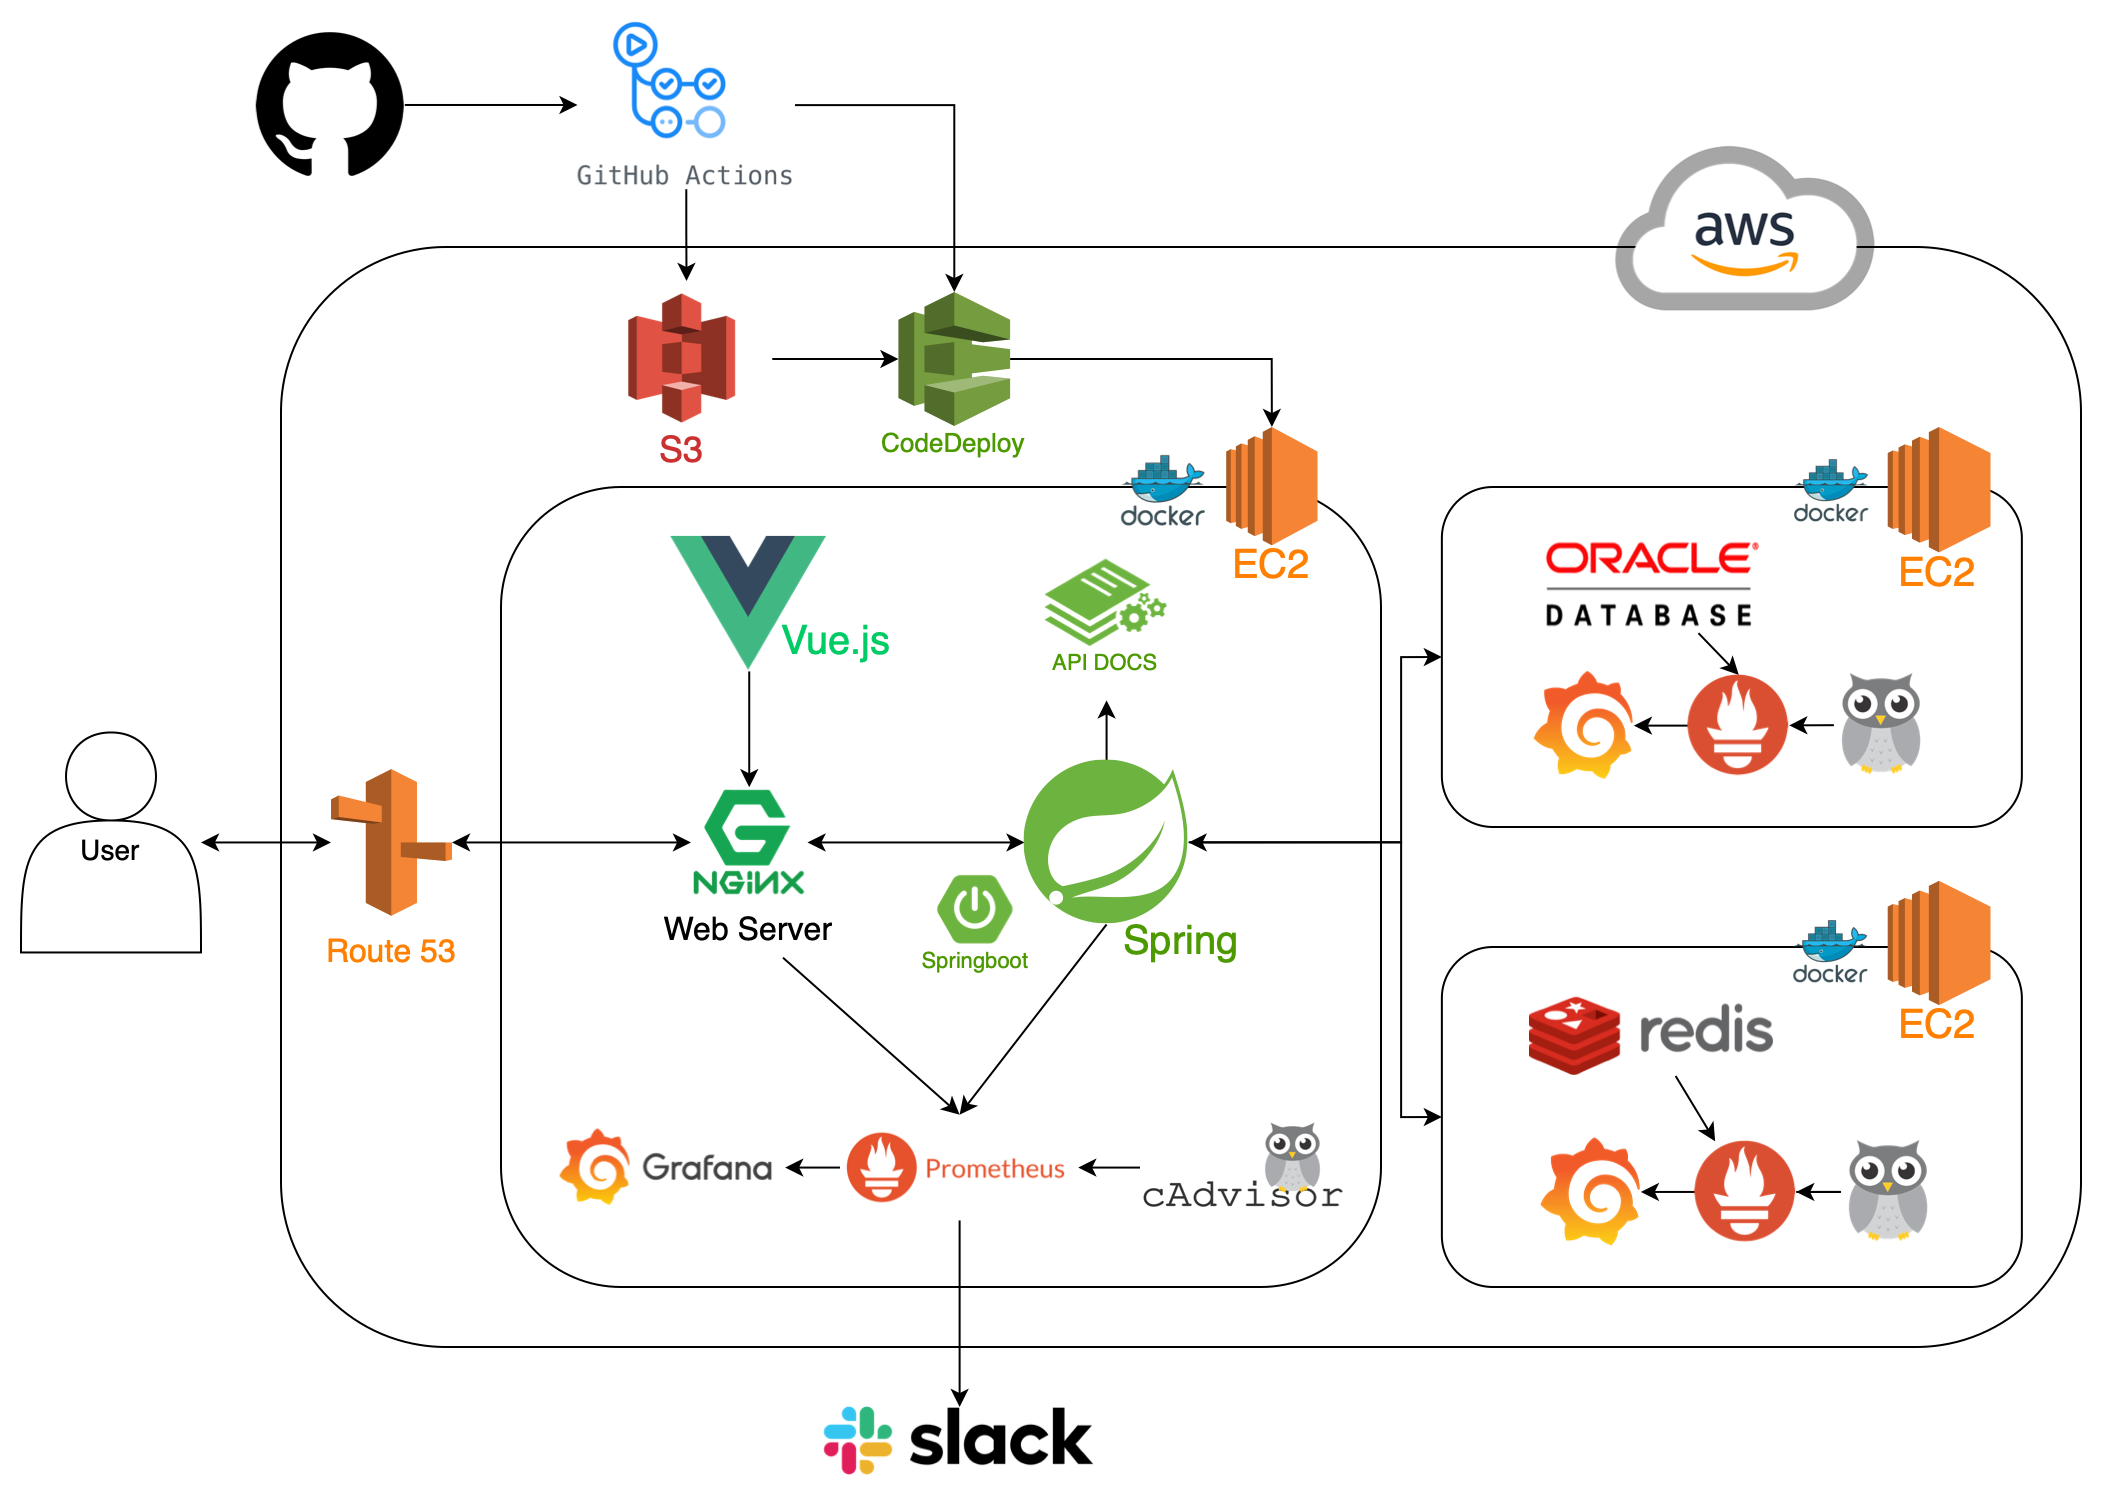 GitHub Actions
aws
S3
CodeDeploy
docker
EC2
docker
EC2
Vue.js
API DOCS
ORACLE®
DATABASE
User
Route 53
NGINX
Web Server
Springboot
Spring
docker
EC2
redis
Grafana
Prometheus
cAdvisor
slack